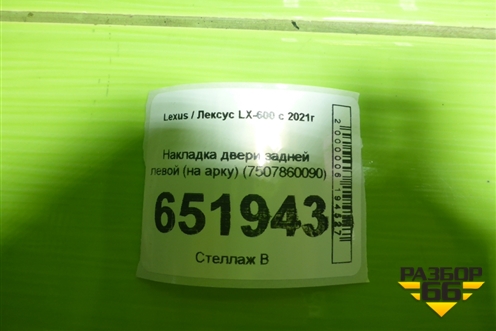 Lexus / Лексус LX-600 с 2021г
Накладка двери задней
левой (на арку) (7507860090)
651943
Стеллаж В
РАЗБОР
66